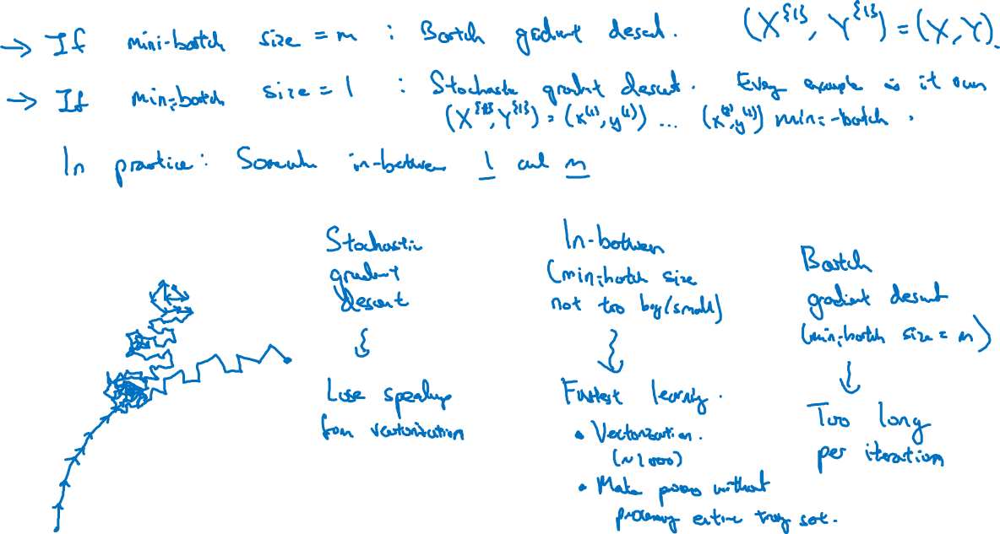 → If mini-batch size = m : Batch gradient descent. (X^{1}, Y^{1}) = (X, Y).
→ If mini-batch size = 1 : Stochastic gradient descent. Every example is it own
(X^{1}, Y^{1}) = (x^(1), y^(1)) ... (x^(2), y^(2)) mini-batch.
In practice: Somewhere in-between 1 and m
Stochastic
gradient
descent
Lose speedup
from vectorization
In-between
(mini-batch size
not too big/small)
Fastest learning.
• Vectorization.
(~1000)
• Make progress without
processing entire training set.
Batch
gradient descent
(mini-batch size = m)
Too long
per iteration